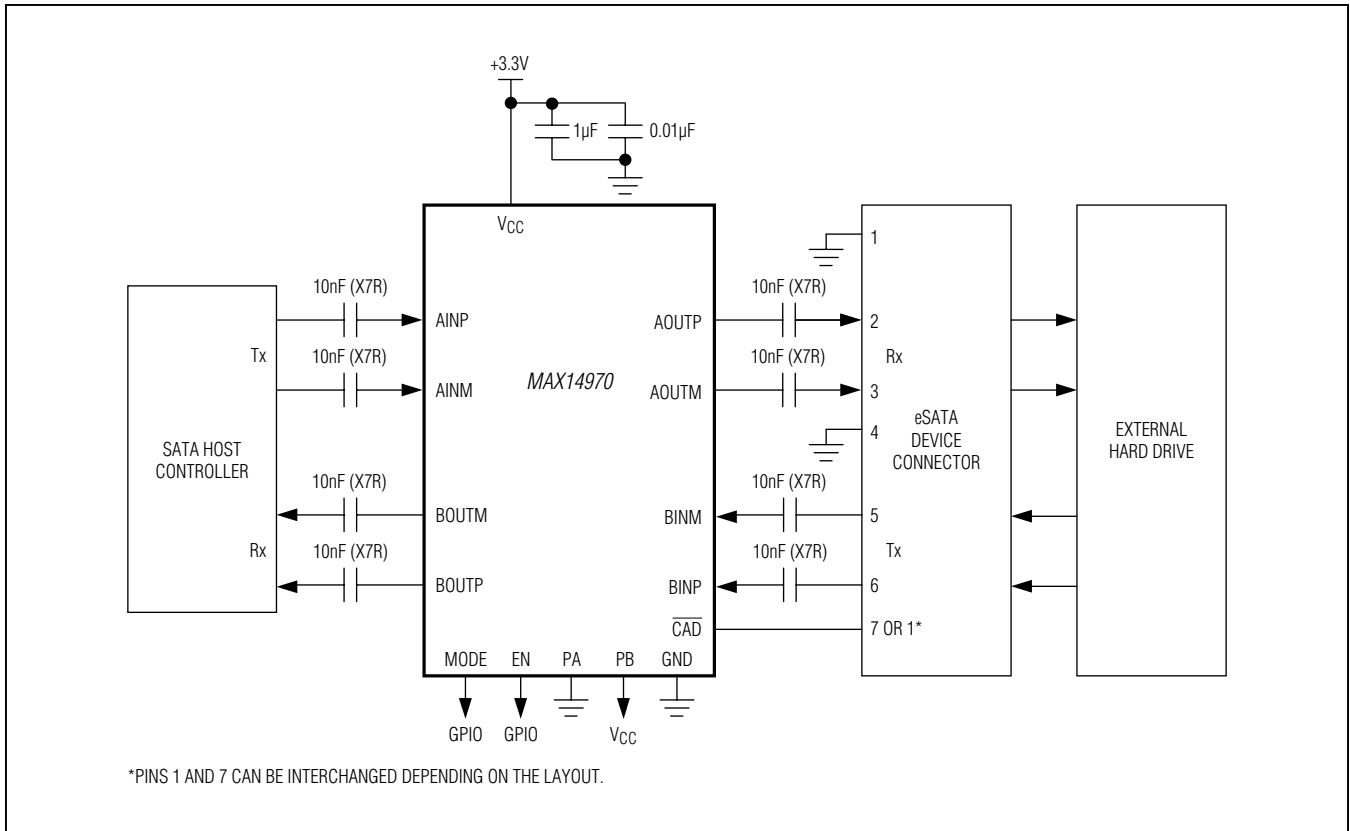 +3.3V
1µF
0.01µF
VCC
1
10nF (X7R)
10nF (X7R)
AINP
AOUTP
2
Tx
10nF (X7R)
MAX14970
10nF (X7R)
Rx
AINM
AOUTM
3
SATA HOST
CONTROLLER
4
eSATA
DEVICE
CONNECTOR
EXTERNAL
HARD DRIVE
10nF (X7R)
10nF (X7R)
BOUTM
BINM
5
Rx
10nF (X7R)
10nF (X7R)
Tx
BOUTP
BINP
6
CAD
7 OR 1*
MODE
EN
PA
PB
GND
GPIO
GPIO
VCC
*PINS 1 AND 7 CAN BE INTERCHANGED DEPENDING ON THE LAYOUT.